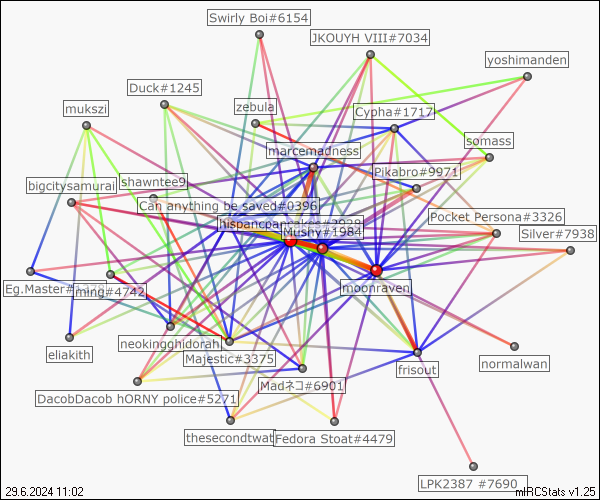 Swirly Boi#6154
JKOUYH VIII#7034
yoshimanden
Duck#1245
mukszi
zebula
Cypha#1717
somass
marcemadness
Pikabro#9971
bigcitysamurai
shawntee9
Can anything be saved#0396
Pocket Persona#3326
Mushy#1984
Silver#7938
Eg.Master#
ming#4742
moonraven
neokingghidorah
eliakith
Majestic#3375
normalwan
frisout
Madネコ#6901
DacobDacob hORNY police#5271
thesecondtwat
Fedora Stoat#4479
LPK2387 #7690
29.6.2024 11:02
mIRCStats v1.25